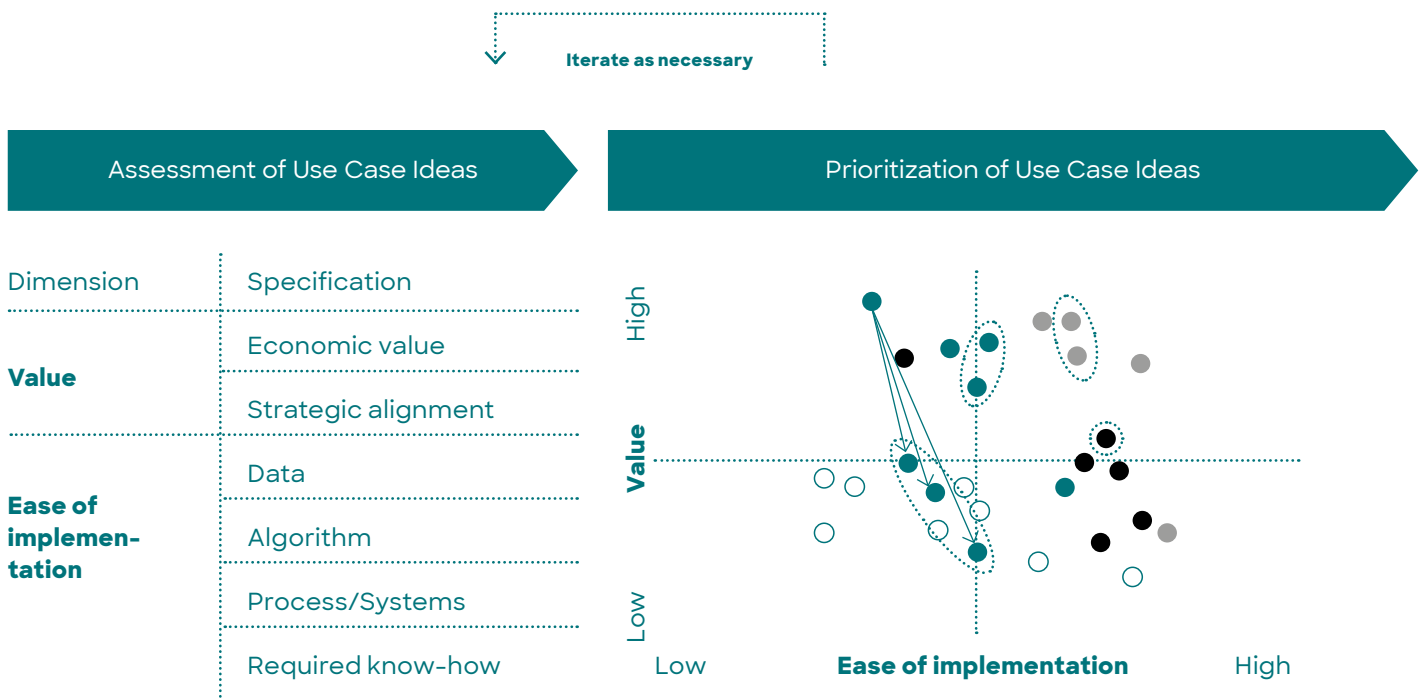 Iterate as necessary
Assessment of Use Case Ideas
Prioritization of Use Case Ideas
Dimension
Specification
Value
Economic value
Strategic alignment
Ease of
implemen-
tation
Data
Algorithm
Process/Systems
Required know-how
High
Value
Low
Low
Ease of implementation
High